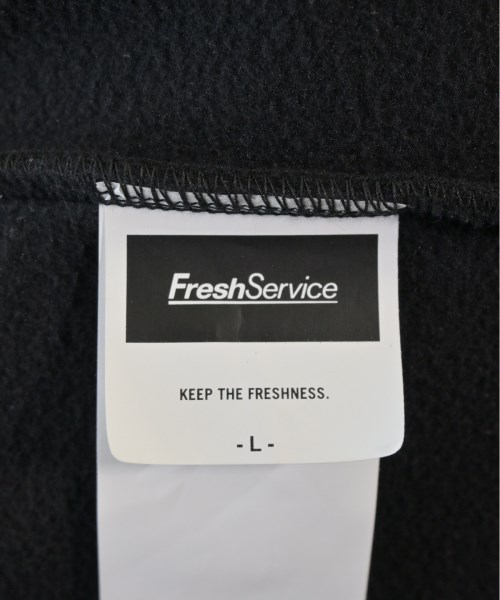 FreshService
KEEP THE FRESHNESS.
- L -